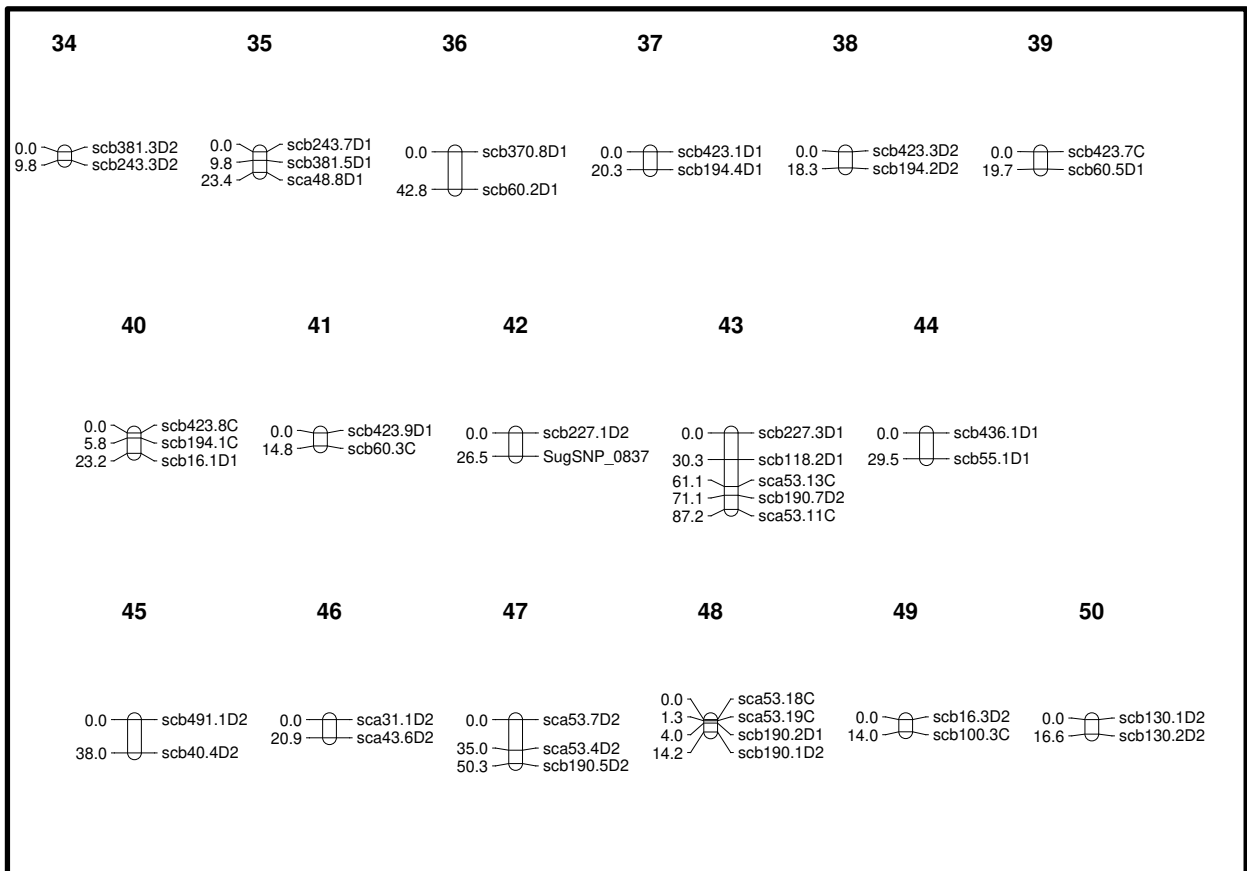 34 35 36 37 38 39
0.0 scb381.3D2
9.8 scb243.3D2
0.0 scb243.7D1
9.8 scb381.5D1
23.4 sca48.8D1
0.0 scb370.8D1
42.8 scb60.2D1
0.0 scb423.1D1
20.3 scb194.4D1
0.0 scb423.3D2
18.3 scb194.2D2
0.0 scb423.7C
19.7 scb60.5D1
40 41 42 43 44
0.0 scb423.8C
5.8 scb194.1C
23.2 scb16.1D1
0.0 scb423.9D1
14.8 scb60.3C
0.0 scb227.1D2
26.5 SugSNP_0837
0.0 scb227.3D1
30.3 scb118.2D1
61.1 sca53.13C
71.1 scb190.7D2
87.2 sca53.11C
0.0 scb436.1D1
29.5 scb55.1D1
45 46 47 48 49 50
0.0 scb491.1D2
38.0 scb40.4D2
0.0 sca31.1D2
20.9 sca43.6D2
0.0 sca53.7D2
35.0 sca53.4D2
50.3 scb190.5D2
0.0 sca53.18C
1.3 sca53.19C
4.0 scb190.2D1
14.2 scb190.1D2
0.0 scb16.3D2
14.0 scb100.3C
0.0 scb130.1D2
16.6 scb130.2D2